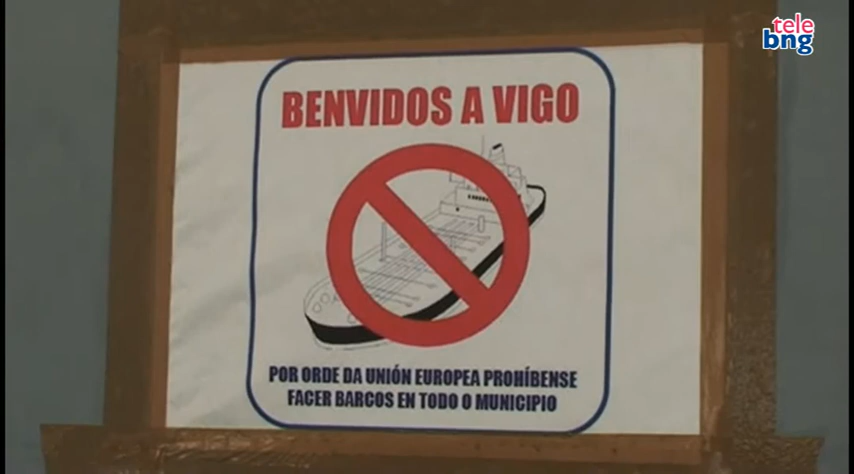 tele
bng
BENVIDOS A VIGO
POR ORDE DA UNIÓN EUROPEA PROHÍBENSE
FACER BARCOS EN TODO O MUNICIPIO